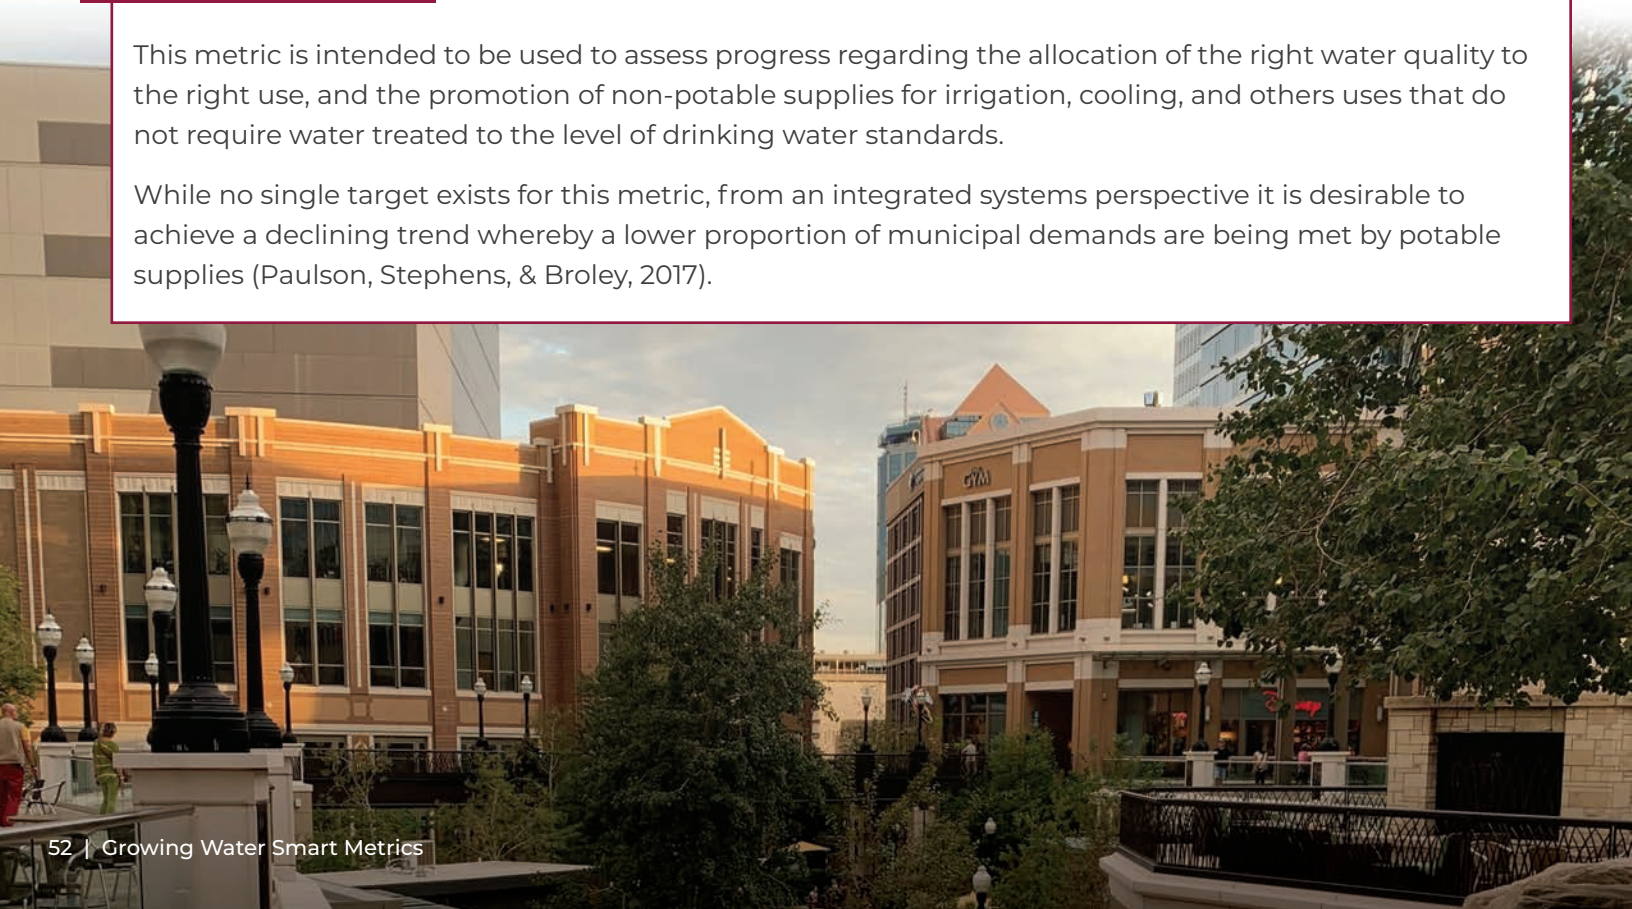 This metric is intended to be used to assess progress regarding the allocation of the right water quality to
the right use, and the promotion of non-potable supplies for irrigation, cooling, and others uses that do
not require water treated to the level of drinking water standards.
While no single target exists for this metric, from an integrated systems perspective it is desirable to
achieve a declining trend whereby a lower proportion of municipal demands are being met by potable
supplies (Paulson, Stephens, & Broley, 2017).
GYM
52 | Growing Water Smart Metrics